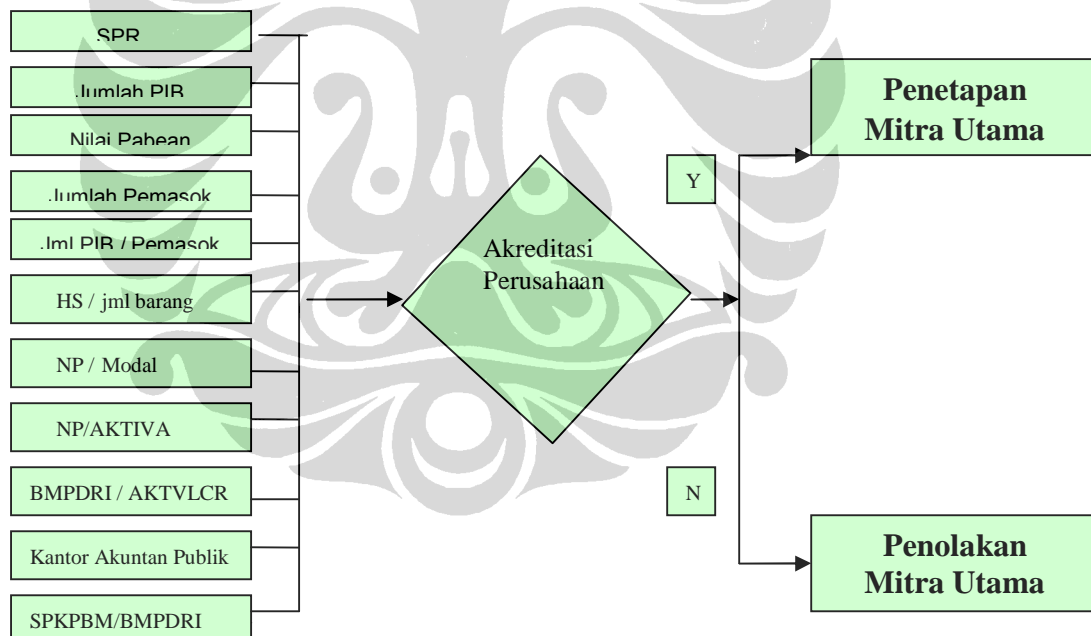 SPR
Jumlah PIB
Nilai Pabean
Jumlah Pemasok
Jml PIB / Pemasok
HS / jml barang
NP / Modal
NP/AKTIVA
BMPDRI / AKTVLCR
Kantor Akuntan Publik
SPKPBM/BMPDRI
Akreditasi
Perusahaan
Y
N
Penetapan
Mitra Utama
Penolakan
Mitra Utama